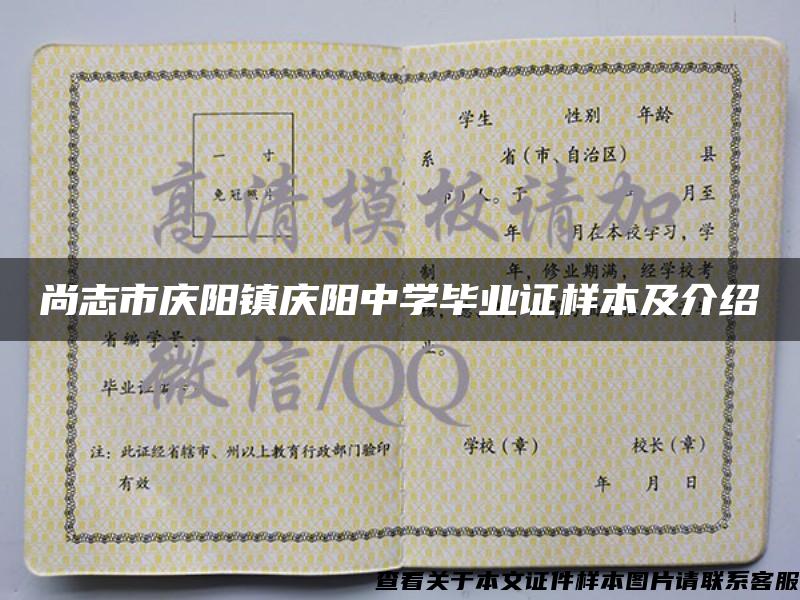 学生 性别 年龄
一 寸
系 省(市、自治区) 县
免冠照片
高清模板请加
人。于 月至
年 月在本校学习，学
制 年，修业期满，经学校考
尚志市庆阳镇庆阳中学毕业证样本及介绍
省编学号:
业。
毕业证
微信/QQ
学校(章) 校长(章)
注: 此证经省辖市、州以上教育行政部门验印
有效
年 月 日
查看关于本文证件样本图片请联系客服